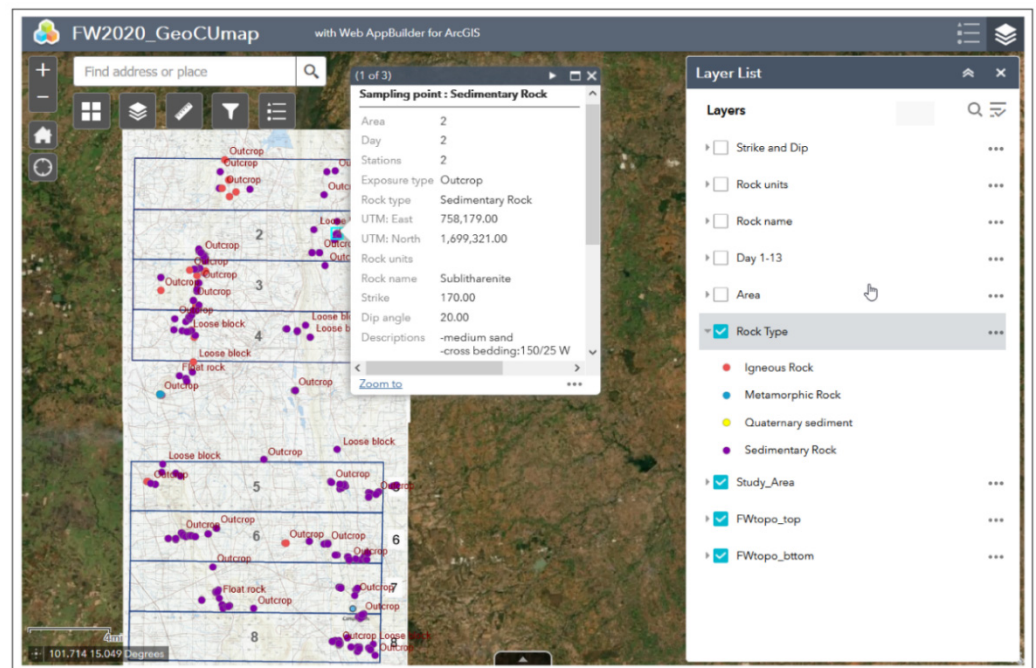 FW2020_GeoCUmap
with Web AppBuilder for ArcGIS
Find address or place
(1 of 3)
Sampling point : Sedimentary Rock
Area 2
Day 2
Stations 2
Exposure type Outcrop
Rock type Sedimentary Rock
UTM: East 758,179.00
UTM: North 1,699,321.00
Rock units
Rock name Sublitharenite
Strike 170.00
Dip angle 20.00
Descriptions -medium sand
-cross bedding:150/25 W
Zoom to
Layer List
Layers
Strike and Dip
Rock units
Rock name
Day 1-13
Area
Rock Type
Igneous Rock
Metamorphic Rock
Quaternary sediment
Sedimentary Rock
Study_Area
FWtopo_top
FWtopo_bttom
Outcrop
Outcrop
Outcrop
2
Outcrop
Outcrop
Outcrop
Outcrop
3
Outcrop
Outcrop
Loose block
4
Loose block
Float rock
Outcrop
Outcrop
Loose block
Loose block
Outcrop
Outcrop
Outcrop
5
Outcrop
Outcrop
6
Outcrop
Outcrop
6
Outcrop
Outcrop
7
Float rock
Outcrop
Outcrop
Outcrop
8
Outcrop
Loose block
Outcrop
8
4mi
101.714 15.049 Degrees